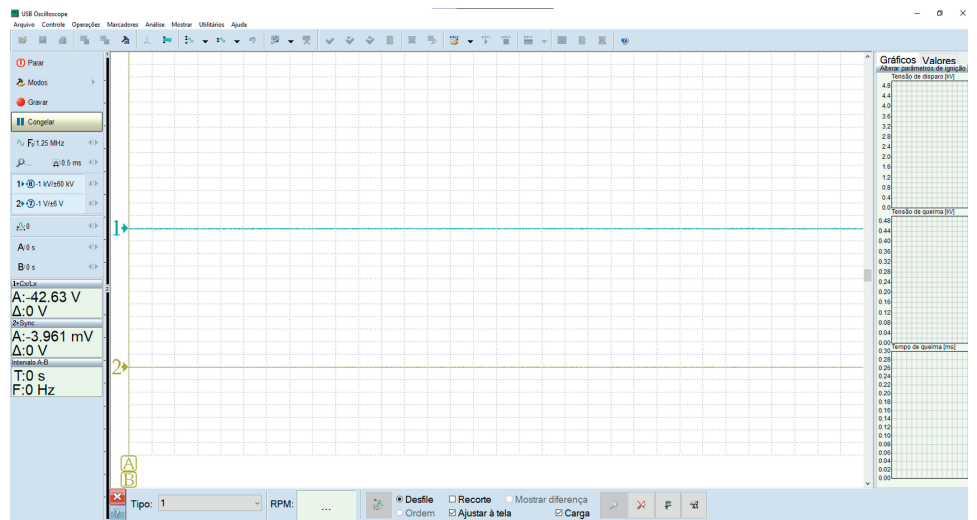 USB Oscilloscope
Arquivo Controle Operações Marcadores Análise Mostrar Utilitários Ajuda
Parar
Modos
Gravar
Congelar
1.25 MHz
0.5 ms
1 8 -1 kV/±60 kV
2 7 -1 V/±6 V
:0
A:0 s
B:0 s
1▸Cx/Lx
A:-42.63 V
Δ:0 V
2▸Sync
A:-3.961 mV
Δ:0 V
Intervalo A-B
T:0 s
F:0 Hz
1
1
2
2
A
B
Gráficos Valores
Alterar parâmetros de ignição
Tensão de disparo [kV]
4.8
4.4
4.0
3.6
3.2
2.8
2.4
2.0
1.6
1.2
0.8
0.4
0.0
Tensão de queima [kV]
0.48
0.44
0.40
0.36
0.32
0.28
0.24
0.20
0.16
0.12
0.08
0.04
0.00
Tempo de queima [ms]
0.30
0.28
0.26
0.24
0.22
0.20
0.18
0.16
0.14
0.12
0.10
0.08
0.06
0.04
0.02
0.00
Tipo: 1 RPM: ...
Desfile Recorte Mostrar diferença
Ordem Ajustar à tela Carga